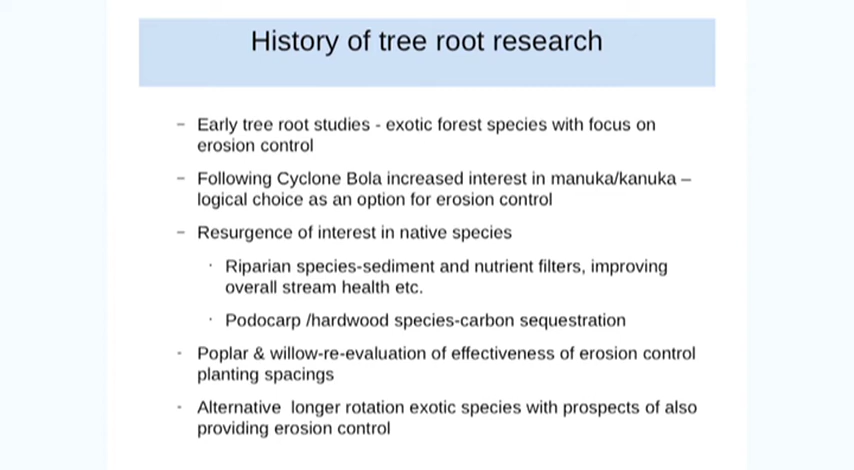 History of tree root research
– Early tree root studies - exotic forest species with focus on
erosion control
– Following Cyclone Bola increased interest in manuka/kanuka –
logical choice as an option for erosion control
– Resurgence of interest in native species
· Riparian species-sediment and nutrient filters, improving
overall stream health etc.
· Podocarp /hardwood species-carbon sequestration
- Poplar & willow-re-evaluation of effectiveness of erosion control
planting spacings
- Alternative  longer rotation exotic species with prospects of also
providing erosion control